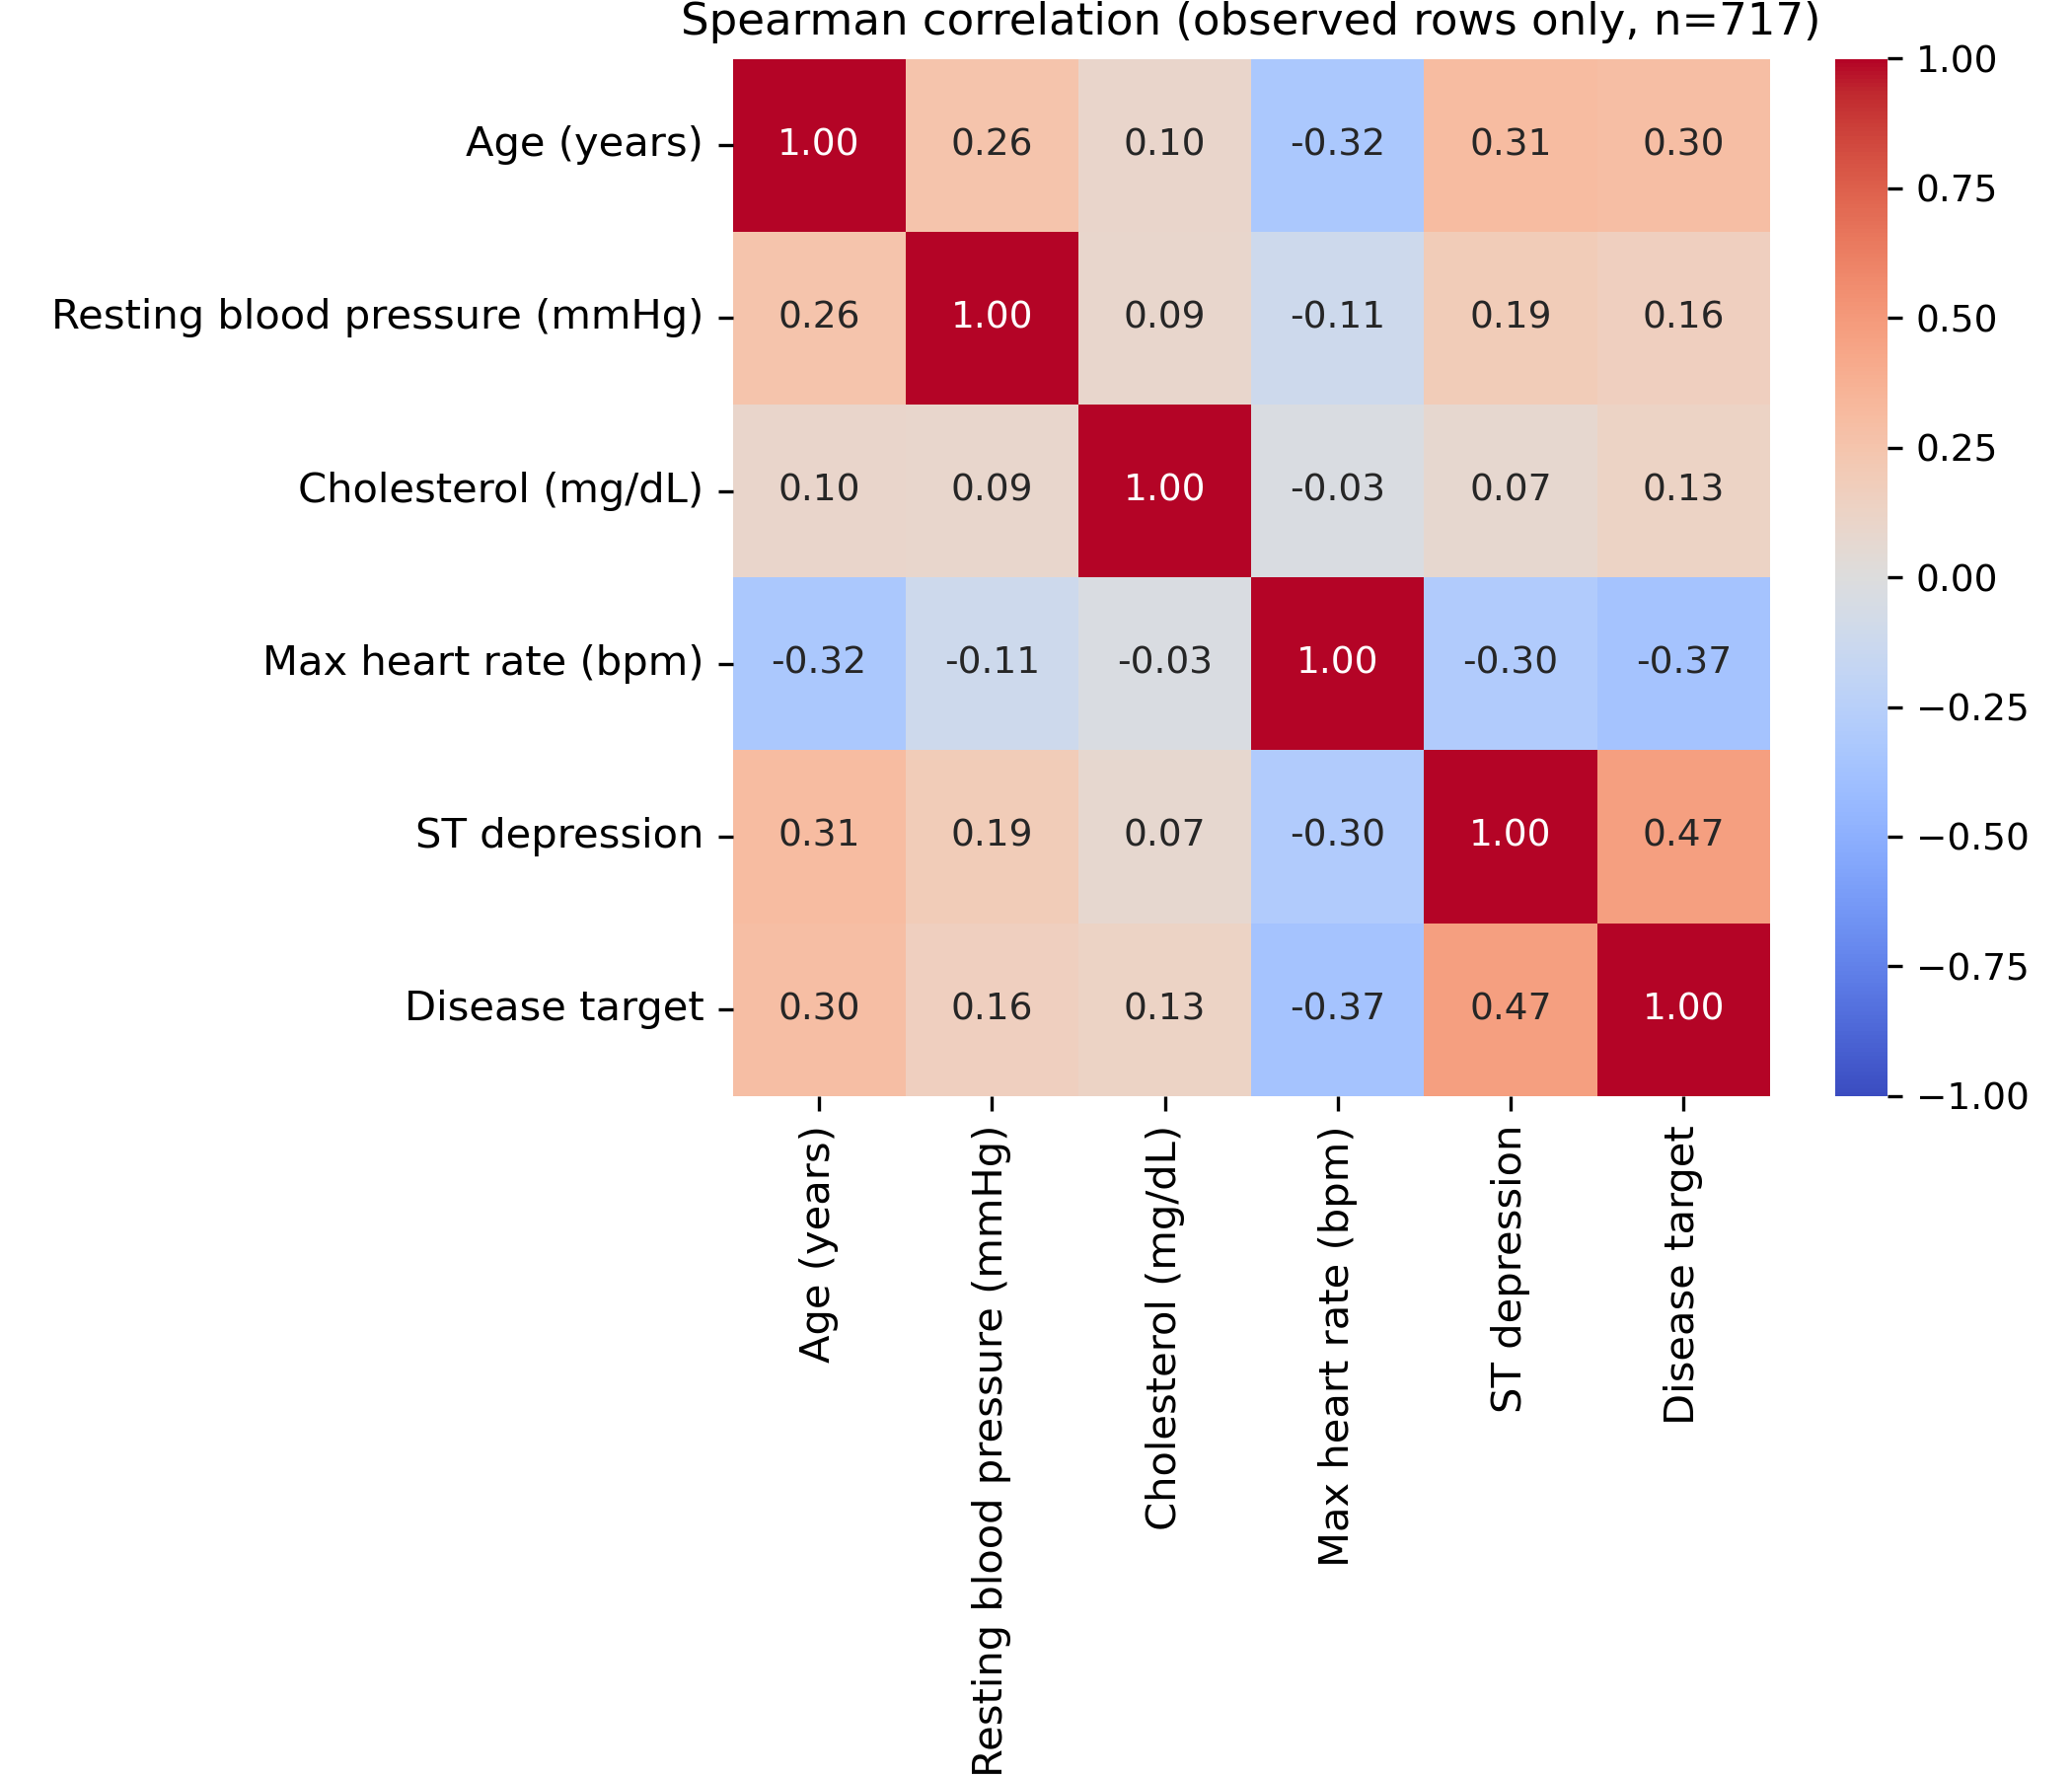 Spearman correlation (observed rows only, n=717)
Age (years) 1.00 0.26 0.10 -0.32 0.31 0.30
Resting blood pressure (mmHg) 0.26 1.00 0.09 -0.11 0.19 0.16
Cholesterol (mg/dL) 0.10 0.09 1.00 -0.03 0.07 0.13
Max heart rate (bpm) -0.32 -0.11 -0.03 1.00 -0.30 -0.37
ST depression 0.31 0.19 0.07 -0.30 1.00 0.47
Disease target 0.30 0.16 0.13 -0.37 0.47 1.00
Age (years)
Resting blood pressure (mmHg)
Cholesterol (mg/dL)
Max heart rate (bpm)
ST depression
Disease target
1.00
0.75
0.50
0.25
0.00
−0.25
−0.50
−0.75
−1.00